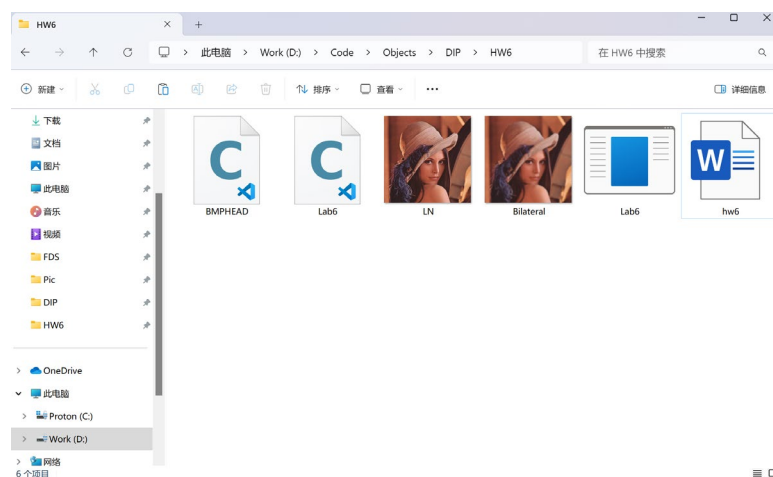 HW6
此电脑 > Work (D:) > Code > Objects > DIP > HW6
在 HW6 中搜索
新建
排序
查看
详细信息
下载
文档
图片
此电脑
音乐
视频
FDS
Pic
DIP
HW6
OneDrive
此电脑
Proton (C:)
Work (D:)
网络
C
C
W
BMPHEAD
Lab6
LN
Bilateral
Lab6
hw6
6 个项目